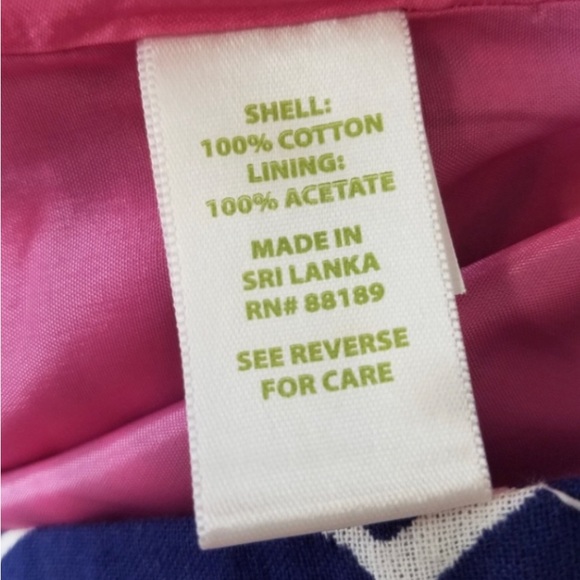 SHELL:
100% COTTON
LINING:
100% ACETATE
MADE IN
SRI LANKA
RN# 88189
SEE REVERSE
FOR CARE